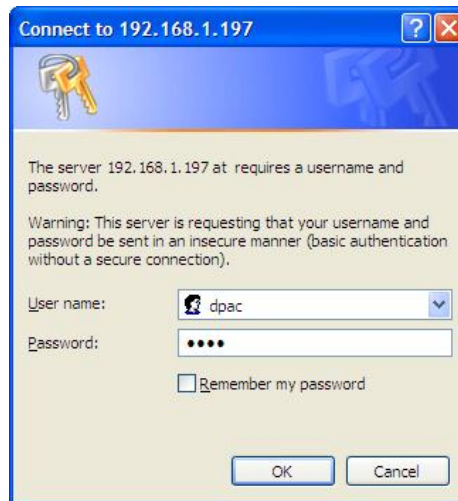 Connect to 192.168.1.197
The server 192.168.1.197 at requires a username and
password.
Warning: This server is requesting that your username and
password be sent in an insecure manner (basic authentication
without a secure connection).
User name:
dpac
Password:
••••
Remember my password
OK
Cancel